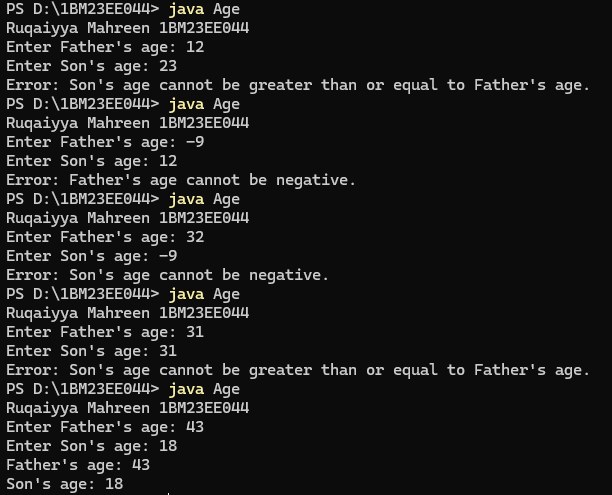 PS D:\1BM23EE044> java Age
Ruqaiyya Mahreen 1BM23EE044
Enter Father's age: 12
Enter Son's age: 23
Error: Son's age cannot be greater than or equal to Father's age.
PS D:\1BM23EE044> java Age
Ruqaiyya Mahreen 1BM23EE044
Enter Father's age: -9
Enter Son's age: 12
Error: Father's age cannot be negative.
PS D:\1BM23EE044> java Age
Ruqaiyya Mahreen 1BM23EE044
Enter Father's age: 32
Enter Son's age: -9
Error: Son's age cannot be negative.
PS D:\1BM23EE044> java Age
Ruqaiyya Mahreen 1BM23EE044
Enter Father's age: 31
Enter Son's age: 31
Error: Son's age cannot be greater than or equal to Father's age.
PS D:\1BM23EE044> java Age
Ruqaiyya Mahreen 1BM23EE044
Enter Father's age: 43
Enter Son's age: 18
Father's age: 43
Son's age: 18